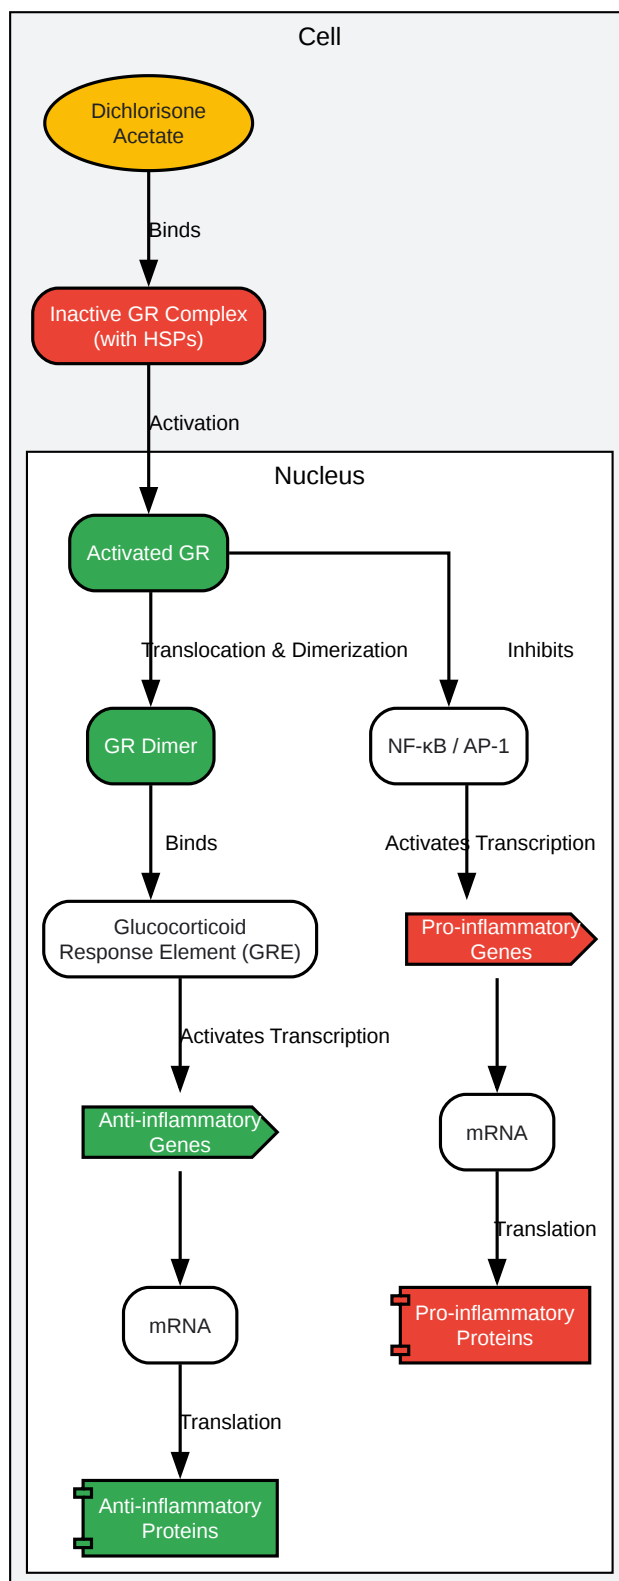 Cell
Dichlorisone
Acetate
Binds
Inactive GR Complex
(with HSPs)
Activation
Nucleus
Activated GR
Translocation & Dimerization
Inhibits
GR Dimer
NF-κB / AP-1
Binds
Activates Transcription
Glucocorticoid
Response Element (GRE)
Pro-inflammatory
Genes
Activates Transcription
Anti-inflammatory
Genes
mRNA
Translation
mRNA
Pro-inflammatory
Proteins
Translation
Anti-inflammatory
Proteins